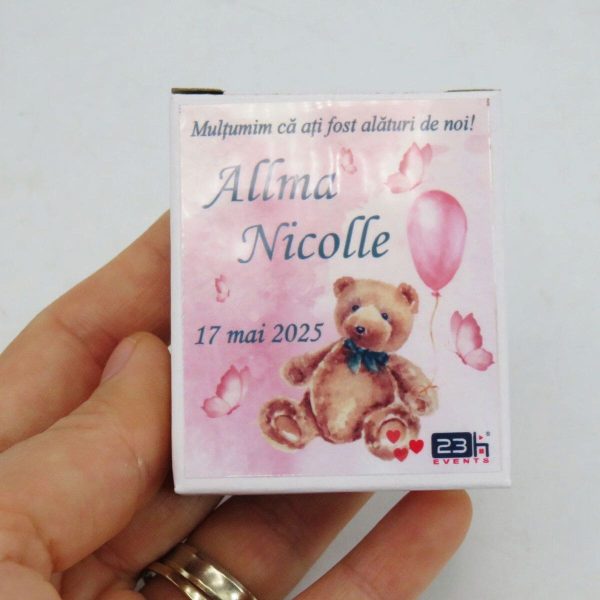 Mulțumim că ați fost alături de noi!
Allma
Nicolle
17 mai 2025
23h®
EVENTS